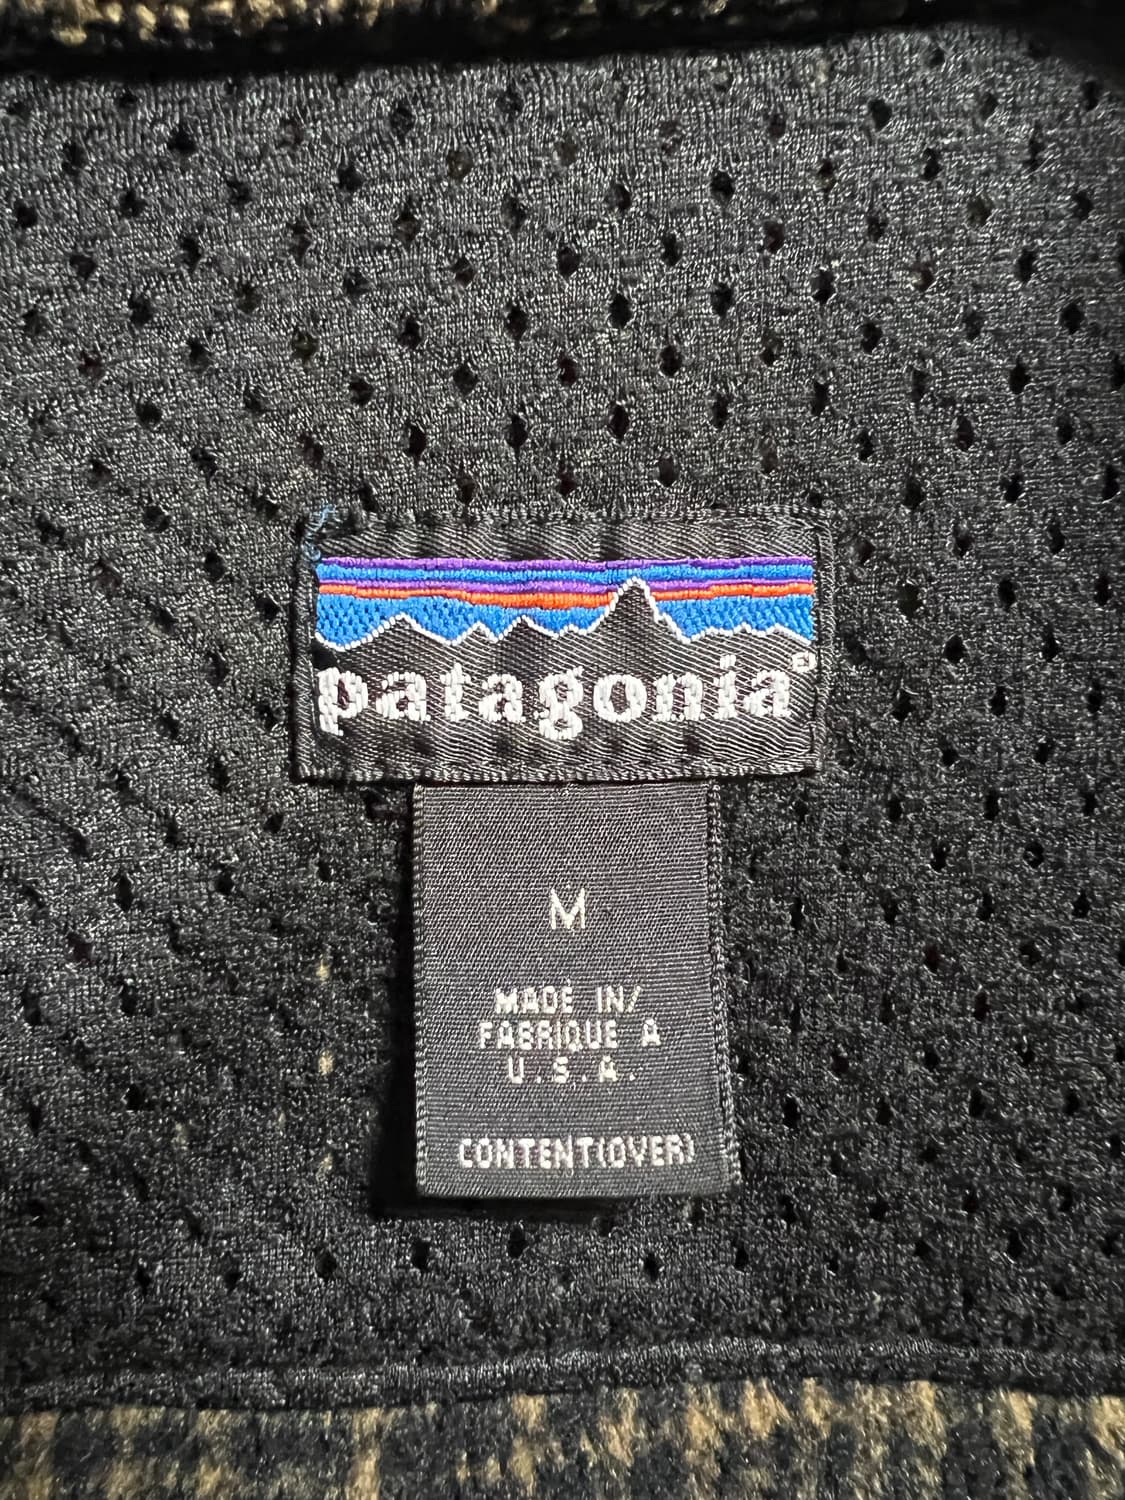 patagonia®
M
MADE IN/
FABRIQUE A
U.S.A.
CONTENT(OVER)